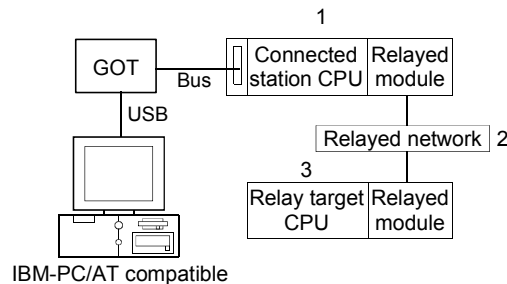 1
GOT
Bus
Connected
station CPU
Relayed
module
USB
Relayed network
2
3
Relay target
CPU
Relayed
module
IBM-PC/AT compatible